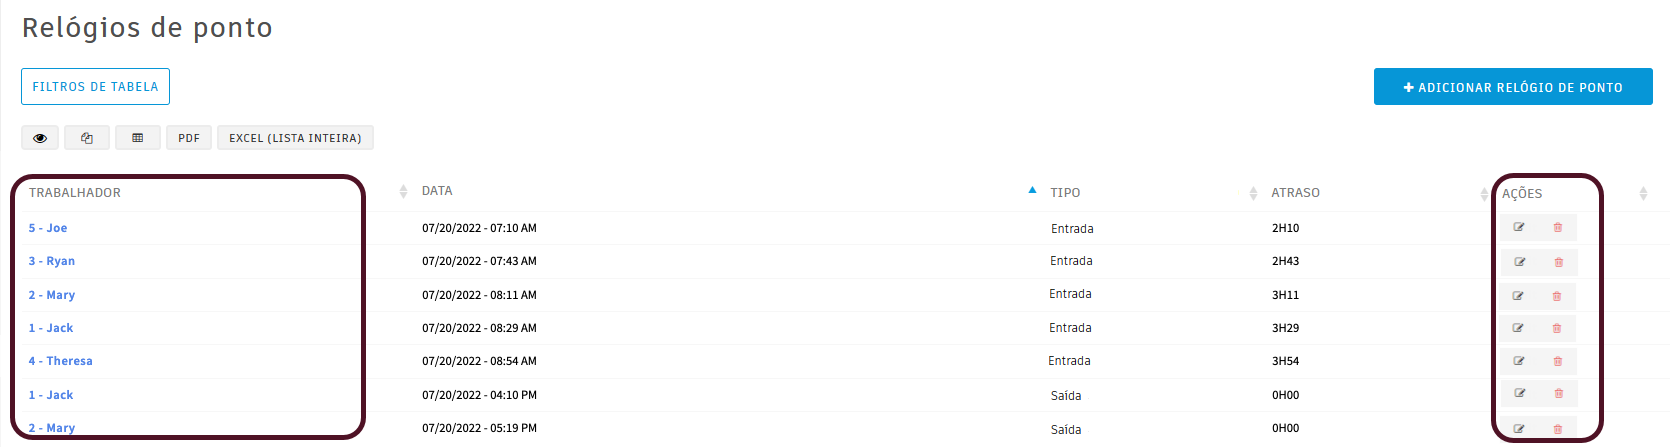 Relógios de ponto
FILTROS DE TABELA
ADICIONAR RELÓGIO DE PONTO
PDF EXCEL (LISTA INTEIRA)
TRABALHADOR DATA TIPO ATRASO AÇÕES
5 - Joe 07/20/2022 - 07:10 AM Entrada 2H10
3 - Ryan 07/20/2022 - 07:43 AM Entrada 2H43
2 - Mary 07/20/2022 - 08:11 AM Entrada 3H11
1 - Jack 07/20/2022 - 08:29 AM Entrada 3H29
4 - Theresa 07/20/2022 - 08:54 AM Entrada 3H54
1 - Jack 07/20/2022 - 04:10 PM Saída 0H00
2 - Mary 07/20/2022 - 05:19 PM Saída 0H00